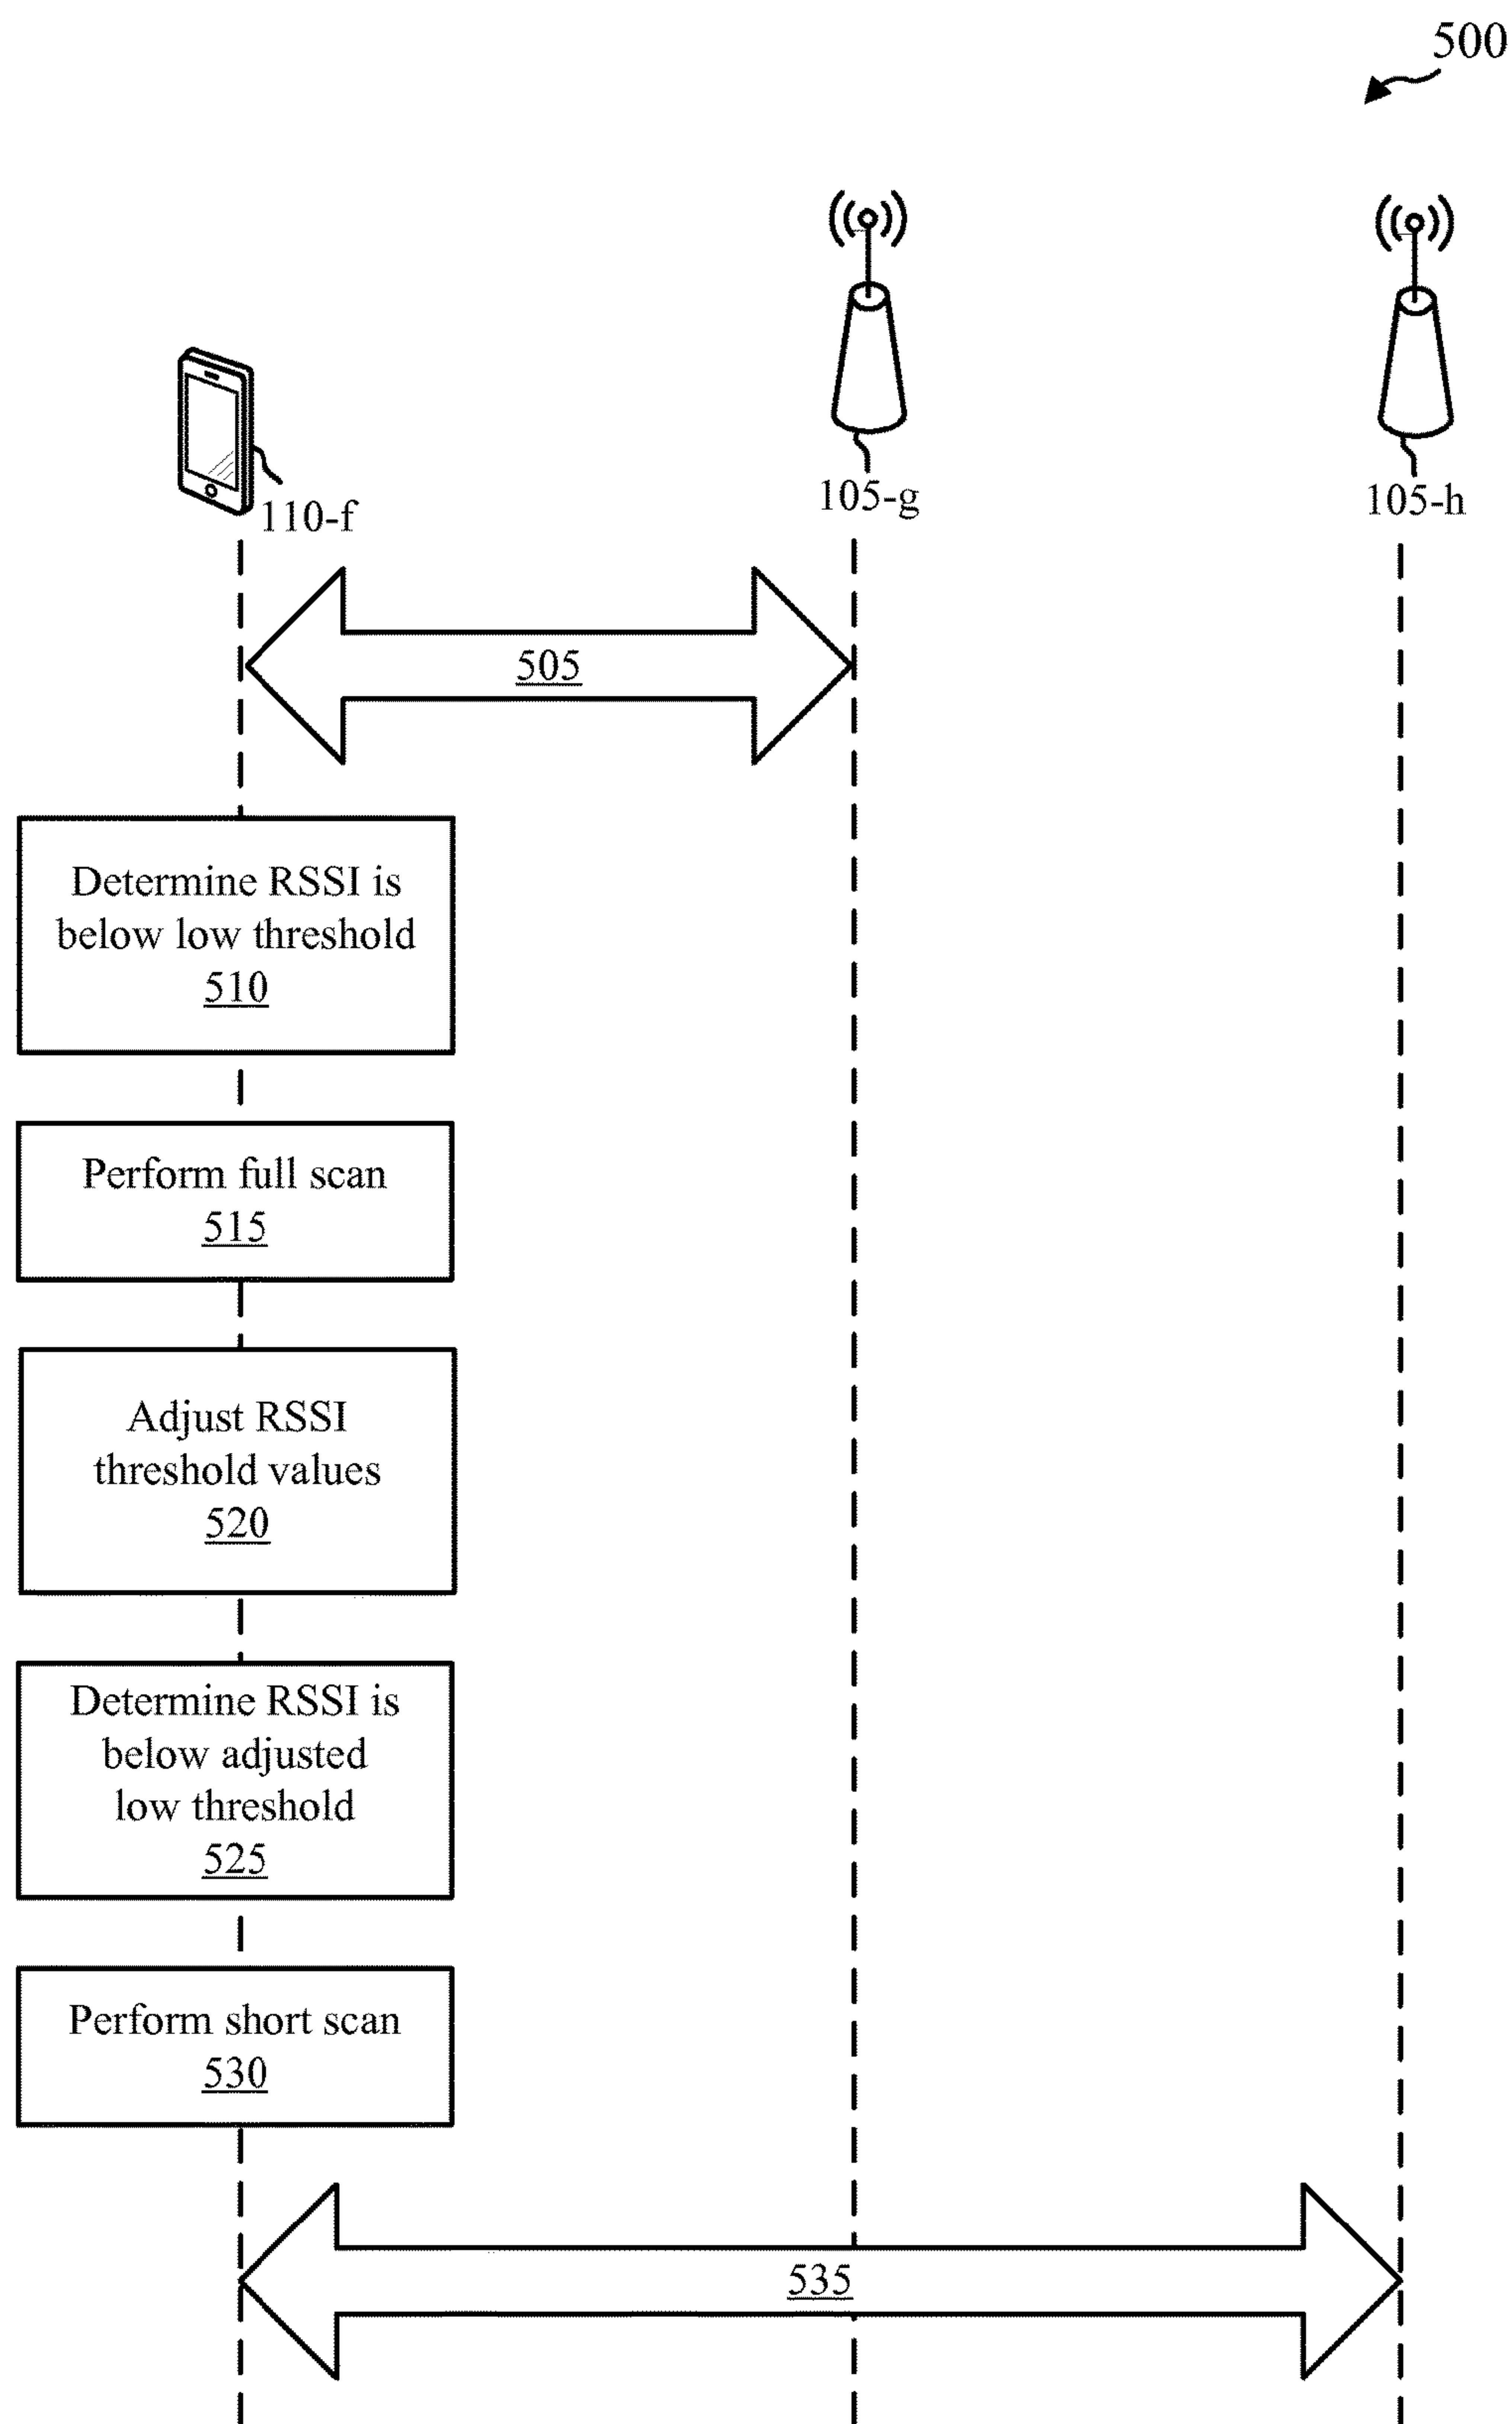 500
110-f
105-g
105-h
505
Determine RSSI is
below low threshold
510
Perform full scan
515
Adjust RSSI
threshold values
520
Determine RSSI is
below adjusted
low threshold
525
Perform short scan
530
535